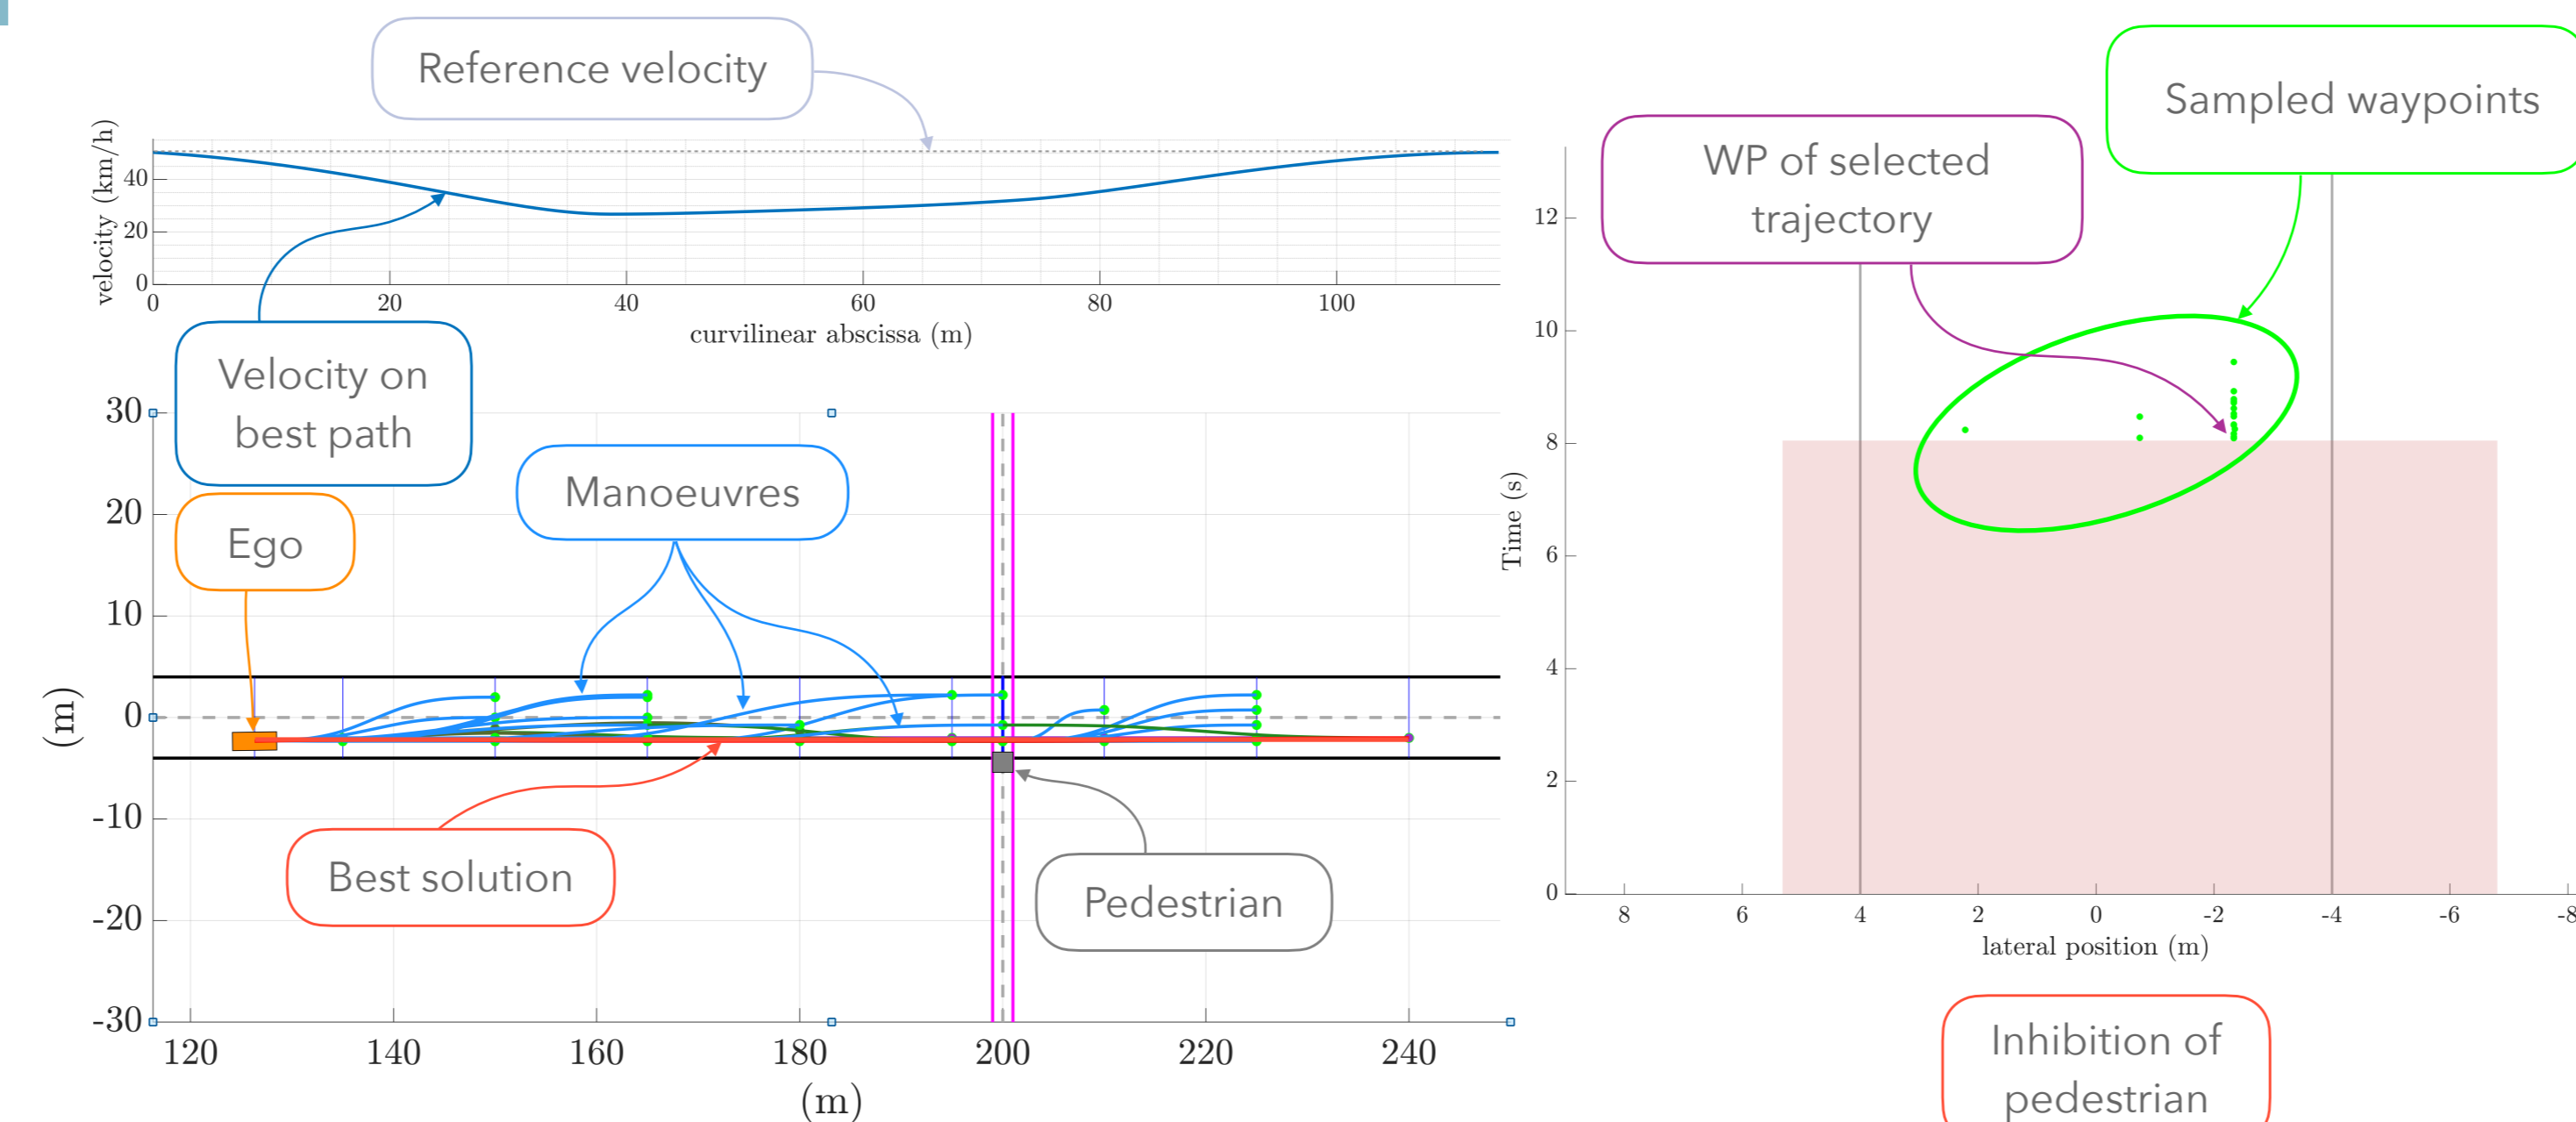 Reference velocity
velocity (km/h)
40
20
0
0 20 40 60 80 100
curvilinear abscissa (m)
Velocity on
best path
Ego
Manoeuvres
30
20
10
0
-10
-20
-30
(m)
Best solution
Pedestrian
120 140 160 180 200 220 240
(m)
Sampled waypoints
WP of selected
trajectory
12
10
8
6
4
2
0
Time (s)
8 6 4 2 0 -2 -4 -6 -8
lateral position (m)
Inhibition of
pedestrian